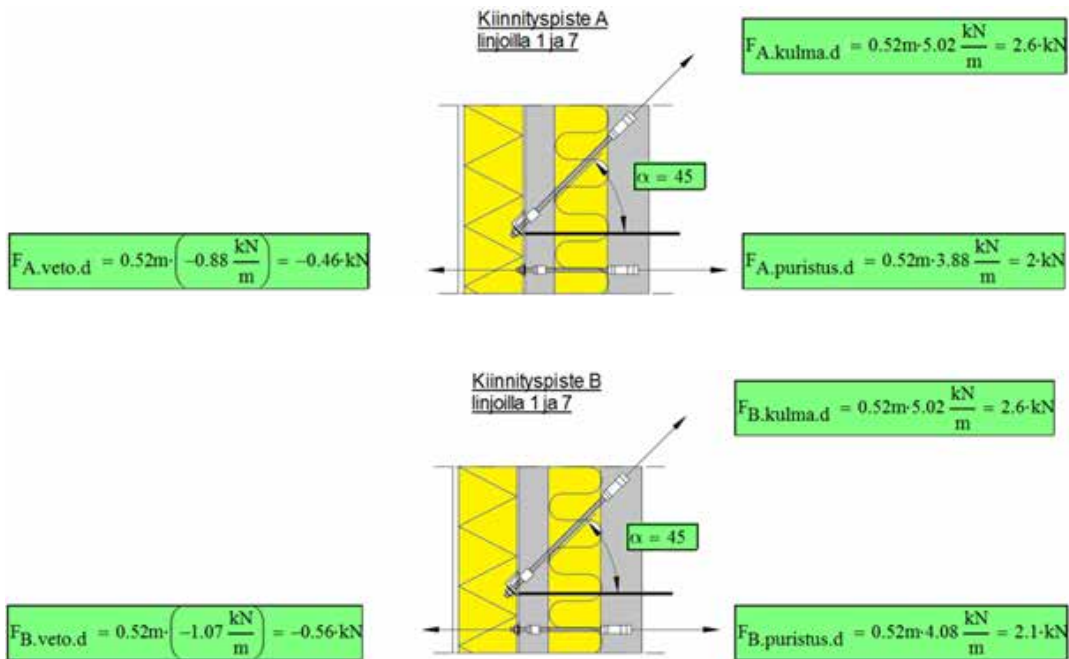 Kiinnityspiste A
linjoilla 1 ja 7
F_A.kulma.d = 0.52m·5.02 kN/m = 2.6·kN
α = 45
F_A.veto.d = 0.52m·(−0.88 kN/m) = −0.46·kN
F_A.puristus.d = 0.52m·3.88 kN/m = 2·kN
Kiinnityspiste B
linjoilla 1 ja 7
F_B.kulma.d = 0.52m·5.02 kN/m = 2.6·kN
α = 45
F_B.veto.d = 0.52m·(−1.07 kN/m) = −0.56·kN
F_B.puristus.d = 0.52m·4.08 kN/m = 2.1·kN